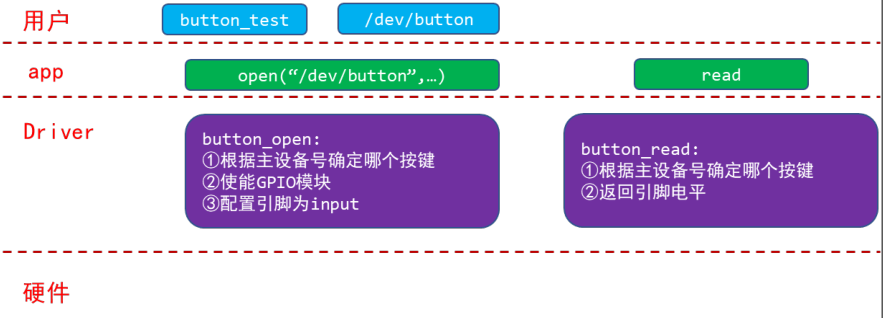 用户
button_test
/dev/button
app
open(“/dev/button”,…)
read
Driver
button_open:
①根据主设备号确定哪个按键
②使能GPIO模块
③配置引脚为input
button_read:
①根据主设备号确定哪个按键
②返回引脚电平
硬件